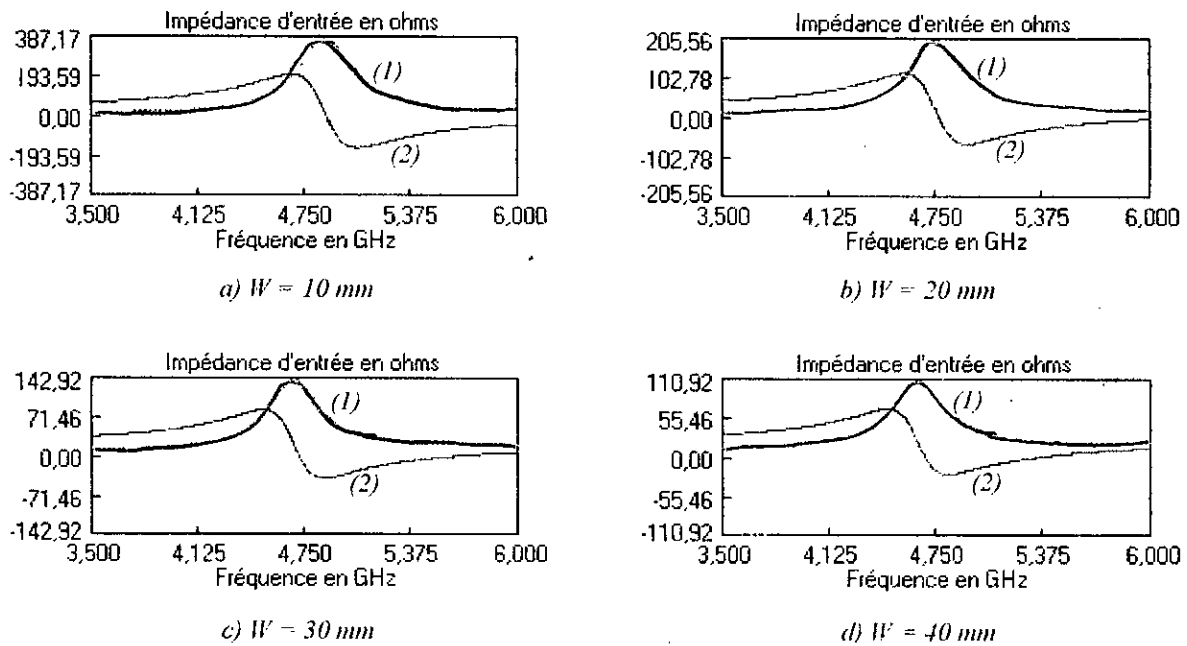 Impédance d'entrée en ohms
387,17
193,59
0,00
-193,59
-387,17
(1)
(2)
3,500 4,125 4,750 5,375 6,000
Fréquence en GHz
a) W = 10 mm
Impédance d'entrée en ohms
205,56
102,78
0,00
-102,78
-205,56
(1)
(2)
3,500 4,125 4,750 5,375 6,000
Fréquence en GHz
b) W = 20 mm
Impédance d'entrée en ohms
142,92
71,46
0,00
-71,46
-142,92
(1)
(2)
3,500 4,125 4,750 5,375 6,000
Fréquence en GHz
c) W = 30 mm
Impédance d'entrée en ohms
110,92
55,46
0,00
-55,46
-110,92
(1)
(2)
3,500 4,125 4,750 5,375 6,000
Fréquence en GHz
d) W = 40 mm